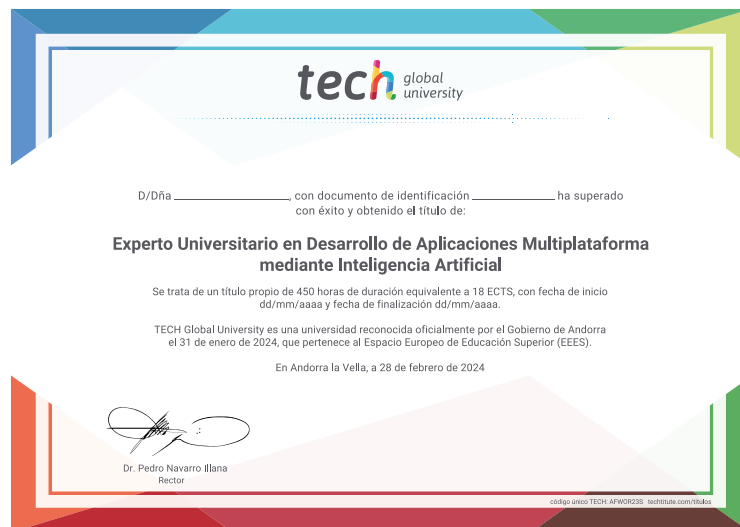 tech global
university
D/Dña ____________, con documento de identificación ____________ ha superado
con éxito y obtenido el título de:
Experto Universitario en Desarrollo de Aplicaciones Multiplataforma
mediante Inteligencia Artificial
Se trata de un título propio de 450 horas de duración equivalente a 18 ECTS, con fecha de inicio
dd/mm/aaaa y fecha de finalización dd/mm/aaaa.
TECH Global University es una universidad reconocida oficialmente por el Gobierno de Andorra
el 31 de enero de 2024, que pertenece al Espacio Europeo de Educación Superior (EEES).
En Andorra la Vella, a 28 de febrero de 2024
Dr. Pedro Navarro Illana
Rector
código único TECH: AFWOR23S techtitute.com/titulos